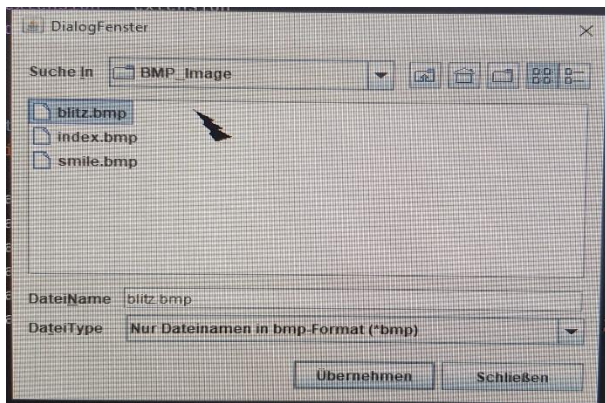 DialogFenster
Suche In BMP_Image
blitz.bmp
index.bmp
smile.bmp
DateiName blitz.bmp
DateiType Nur Dateinamen in bmp-Format (*bmp)
Übernehmen Schließen